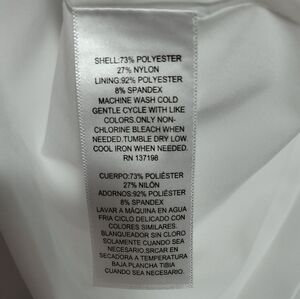 SHELL:73% POLYESTER
27% NYLON
LINING:92% POLYESTER
8% SPANDEX
MACHINE WASH COLD
GENTLE CYCLE WITH LIKE
COLORS.ONLY NON-
CHLORINE BLEACH WHEN
NEEDED.TUMBLE DRY LOW.
COOL IRON WHEN NEEDED.
RN 137198
CUERPO:73% POLIÉSTER
27% NILÓN
ADORNOS:92% POLIÉSTER
8% SPANDEX
LAVAR A MÁQUINA EN AGUA
FRIA CICLO DELICADO CON
COLORES SIMILARES.
BLANQUEADOR SIN CLORO
SOLAMENTE CUANDO SEA
NECESARIO.SRCAR EN
SECADORA A TEMPERATURA
BAJA PLANCHA TIBIA
CUANDO SEA NECESARIO.